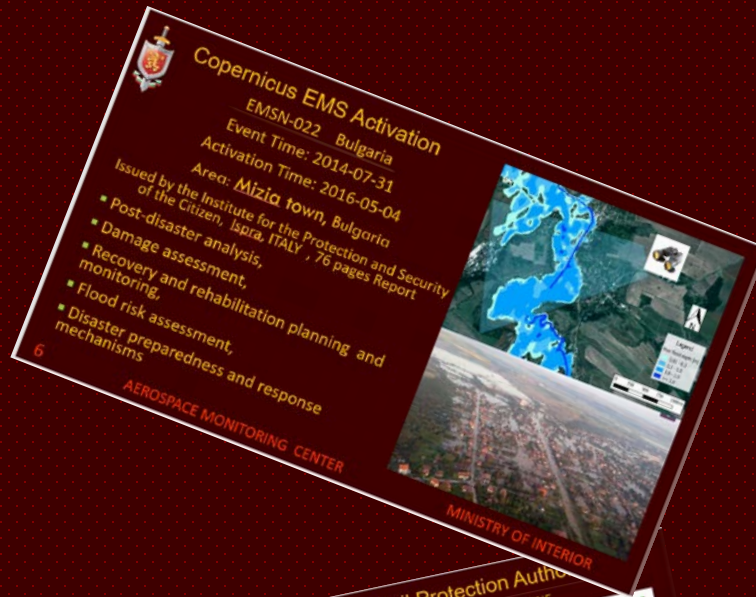 Copernicus EMS Activation
EMSN-022 Bulgaria
Event Time: 2014-07-31
Activation Time: 2016-05-04
Area: Mizia town, Bulgaria
Issued by the Institute for the Protection and Security
of the Citizen, Ispra, ITALY , 76 pages Report
Post-disaster analysis,
Damage assessment,
Recovery and rehabilitation planning and
monitoring,
Flood risk assessment,
Disaster preparedness and response
mechanisms
6
AEROSPACE MONITORING CENTER
MINISTRY OF INTERIOR
Legend
N
Protection